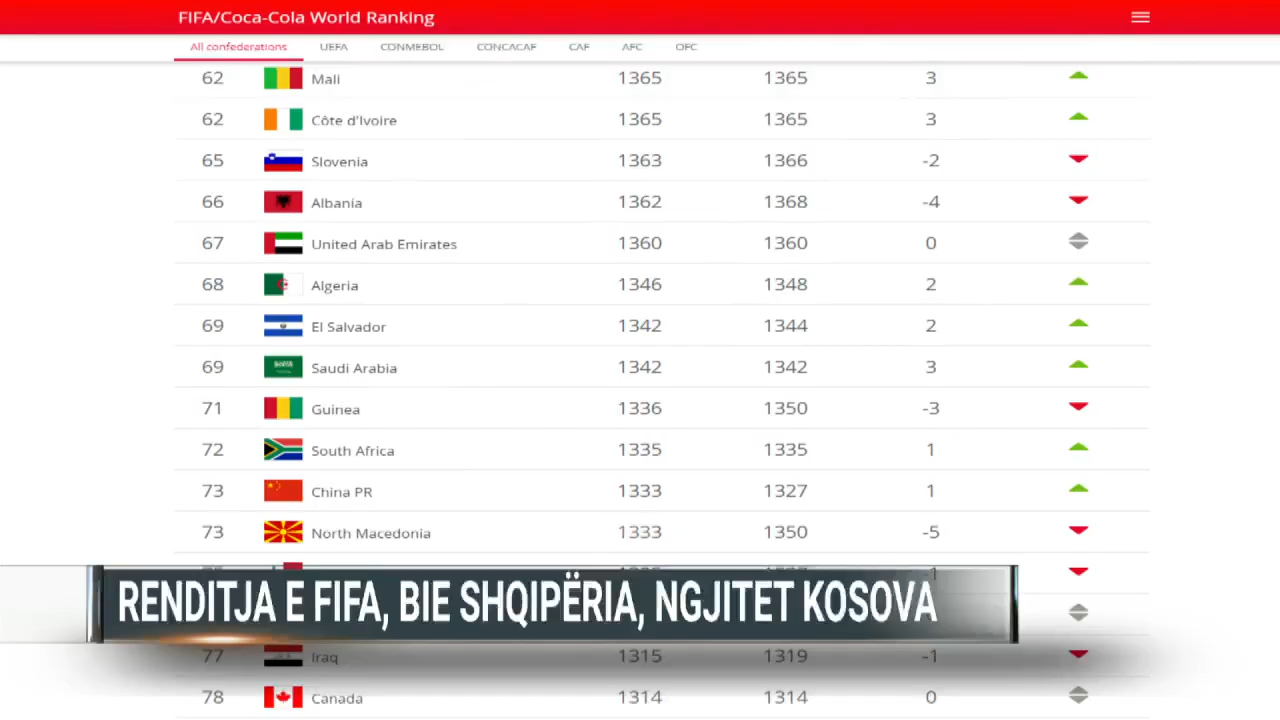 FIFA/Coca-Cola World Ranking
All confederations UEFA CONMEBOL CONCACAF CAF AFC OFC
62 Mali 1365 1365 3
62 Côte d'Ivoire 1365 1365 3
65 Slovenia 1363 1366 -2
66 Albania 1362 1368 -4
67 United Arab Emirates 1360 1360 0
68 Algeria 1346 1348 2
69 El Salvador 1342 1344 2
69 Saudi Arabia 1342 1342 3
71 Guinea 1336 1350 -3
72 South Africa 1335 1335 1
73 China PR 1333 1327 1
73 North Macedonia 1333 1350 -5
RENDITJA E FIFA, BIE SHQIPËRIA, NGJITET KOSOVA
77 Iraq 1315 1319 -1
78 Canada 1314 1314 0